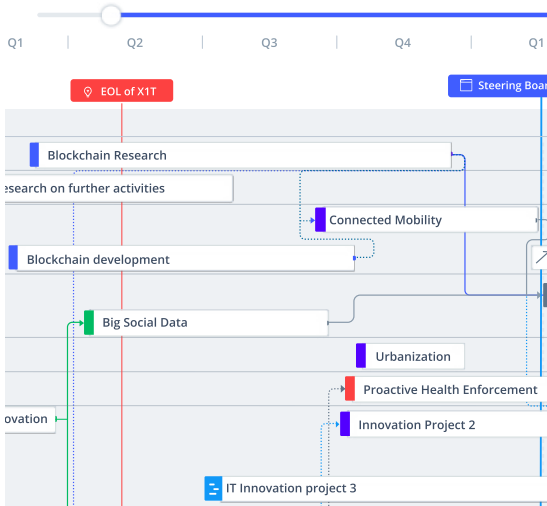 Q1 Q2 Q3 Q4 Q1
EOL of X1T
Steering Boar
Blockchain Research
esearch on further activities
Connected Mobility
Blockchain development
Big Social Data
Urbanization
Proactive Health Enforcement
ovation
Innovation Project 2
IT Innovation project 3